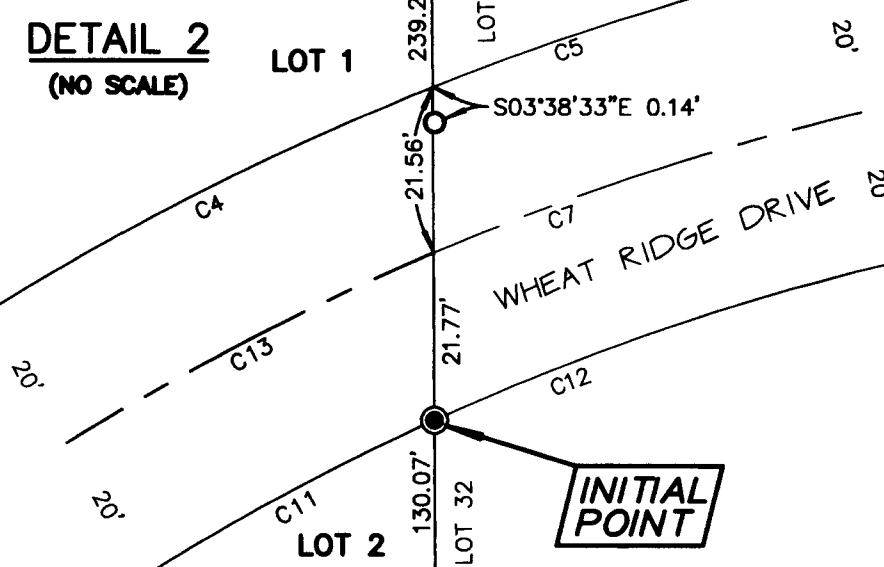 DETAIL 2
(NO SCALE)
LOT 1
239.2
LOT
C5
20'
S03°38'33"E 0.14'
21.56'
C4
C7
20
WHEAT RIDGE DRIVE
21.77'
C13
20'
C12
130.07'
LOT 32
INITIAL
POINT
C11
20'
LOT 2